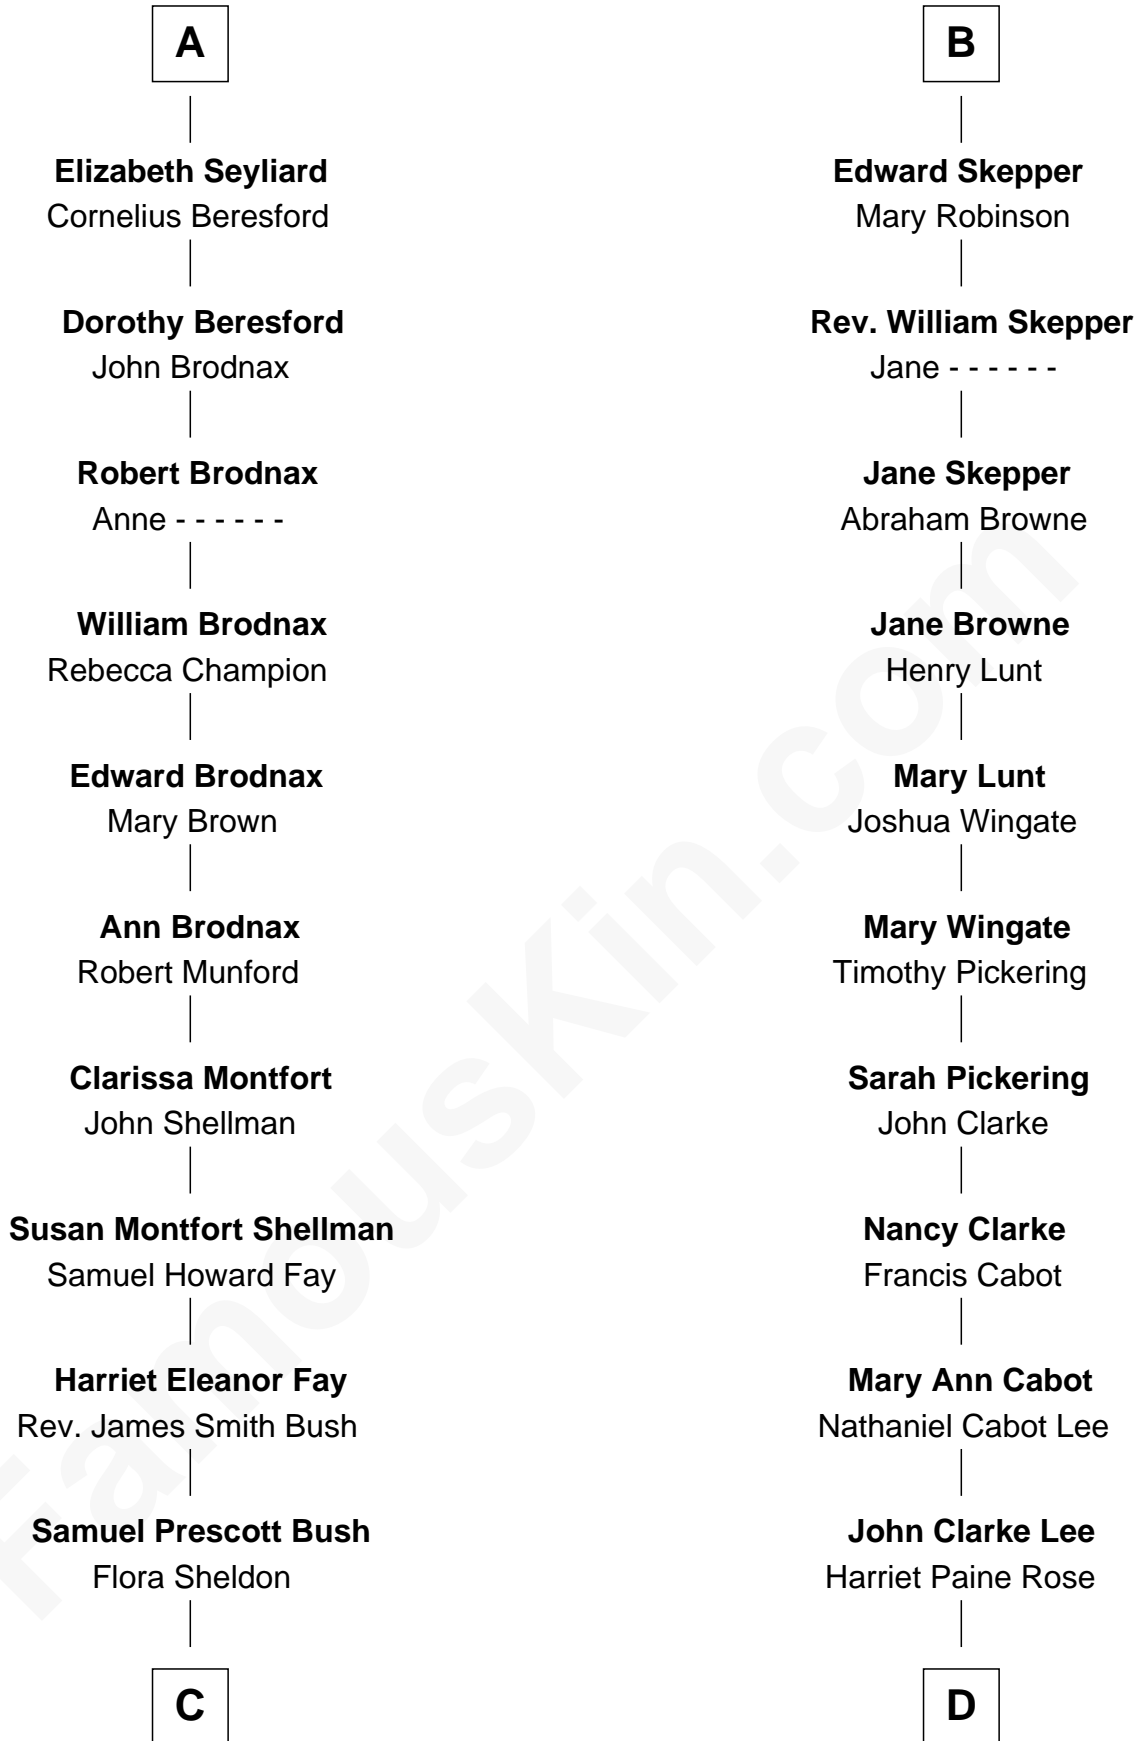 A
Elizabeth Seyliard
Cornelius Beresford
Dorothy Beresford
John Brodnax
Robert Brodnax
Anne - - - - - -
William Brodnax
Rebecca Champion
Edward Brodnax
Mary Brown
Ann Brodnax
Robert Munford
Clarissa Montfort
John Shellman
Susan Montfort Shellman
Samuel Howard Fay
Harriet Eleanor Fay
Rev. James Smith Bush
Samuel Prescott Bush
Flora Sheldon
C
B
Edward Skepper
Mary Robinson
Rev. William Skepper
Jane - - - - - -
Jane Skepper
Abraham Browne
Jane Browne
Henry Lunt
Mary Lunt
Joshua Wingate
Mary Wingate
Timothy Pickering
Sarah Pickering
John Clarke
Nancy Clarke
Francis Cabot
Mary Ann Cabot
Nathaniel Cabot Lee
John Clarke Lee
Harriet Paine Rose
D
FamousKin.com